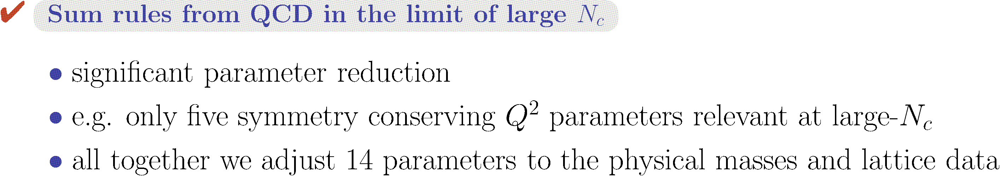 ✔ Sum rules from QCD in the limit of large $N_c$
• significant parameter reduction
• e.g. only five symmetry conserving $Q^2$ parameters relevant at large-$N_c$
• all together we adjust 14 parameters to the physical masses and lattice data